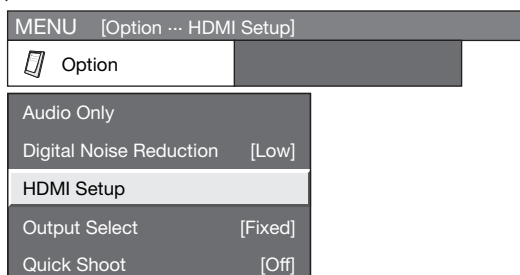 MENU [Option ··· HDMI Setup]
Option
Audio Only
Digital Noise Reduction [Low]
HDMI Setup
Output Select [Fixed]
Quick Shoot [Off]